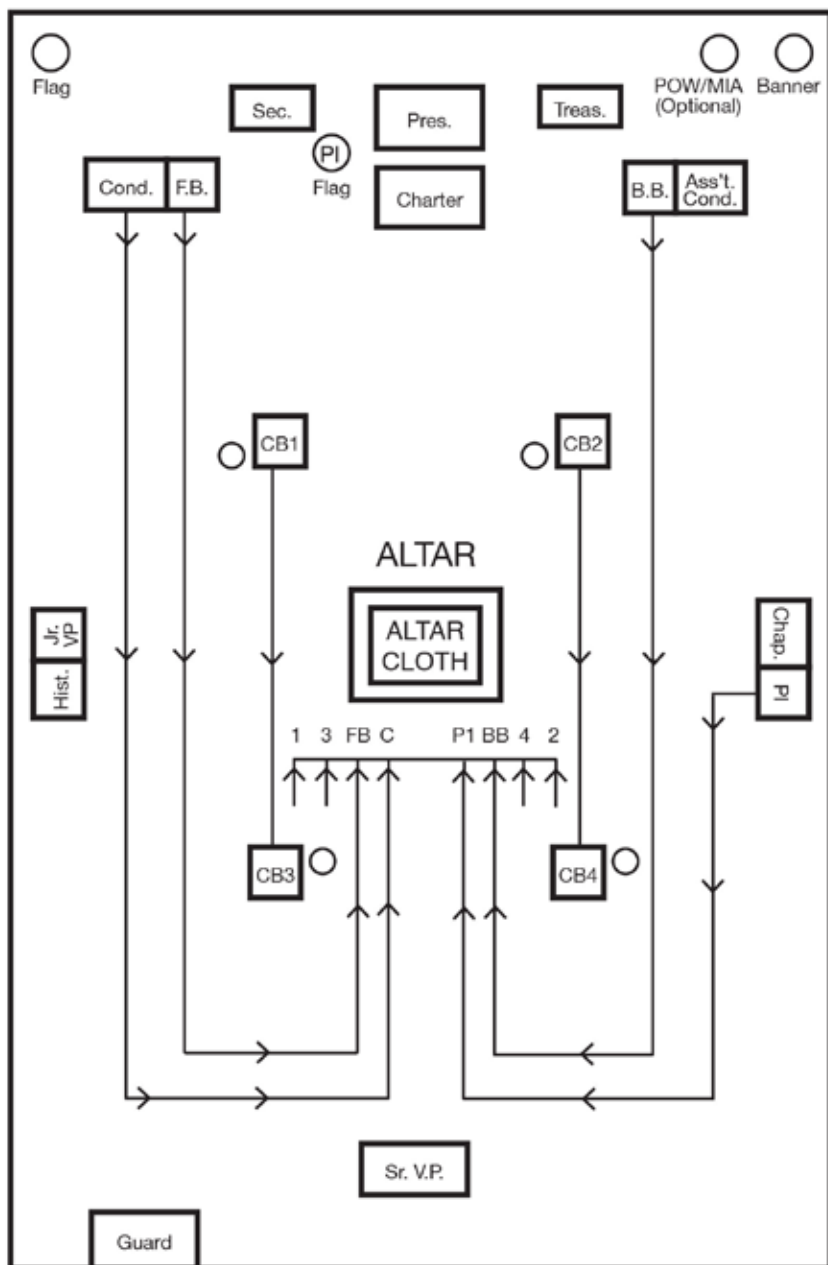 Flag
POW/MIA
(Optional)
Banner
Sec.
Pres.
Treas.
PI
Flag
Charter
Cond.
F.B.
B.B.
Ass't.
Cond.
CB1
CB2
ALTAR
ALTAR
CLOTH
Jr.
VP
Hist.
Chap.
PI
1 3 FB C P1 BB 4 2
CB3
CB4
Sr. V.P.
Guard